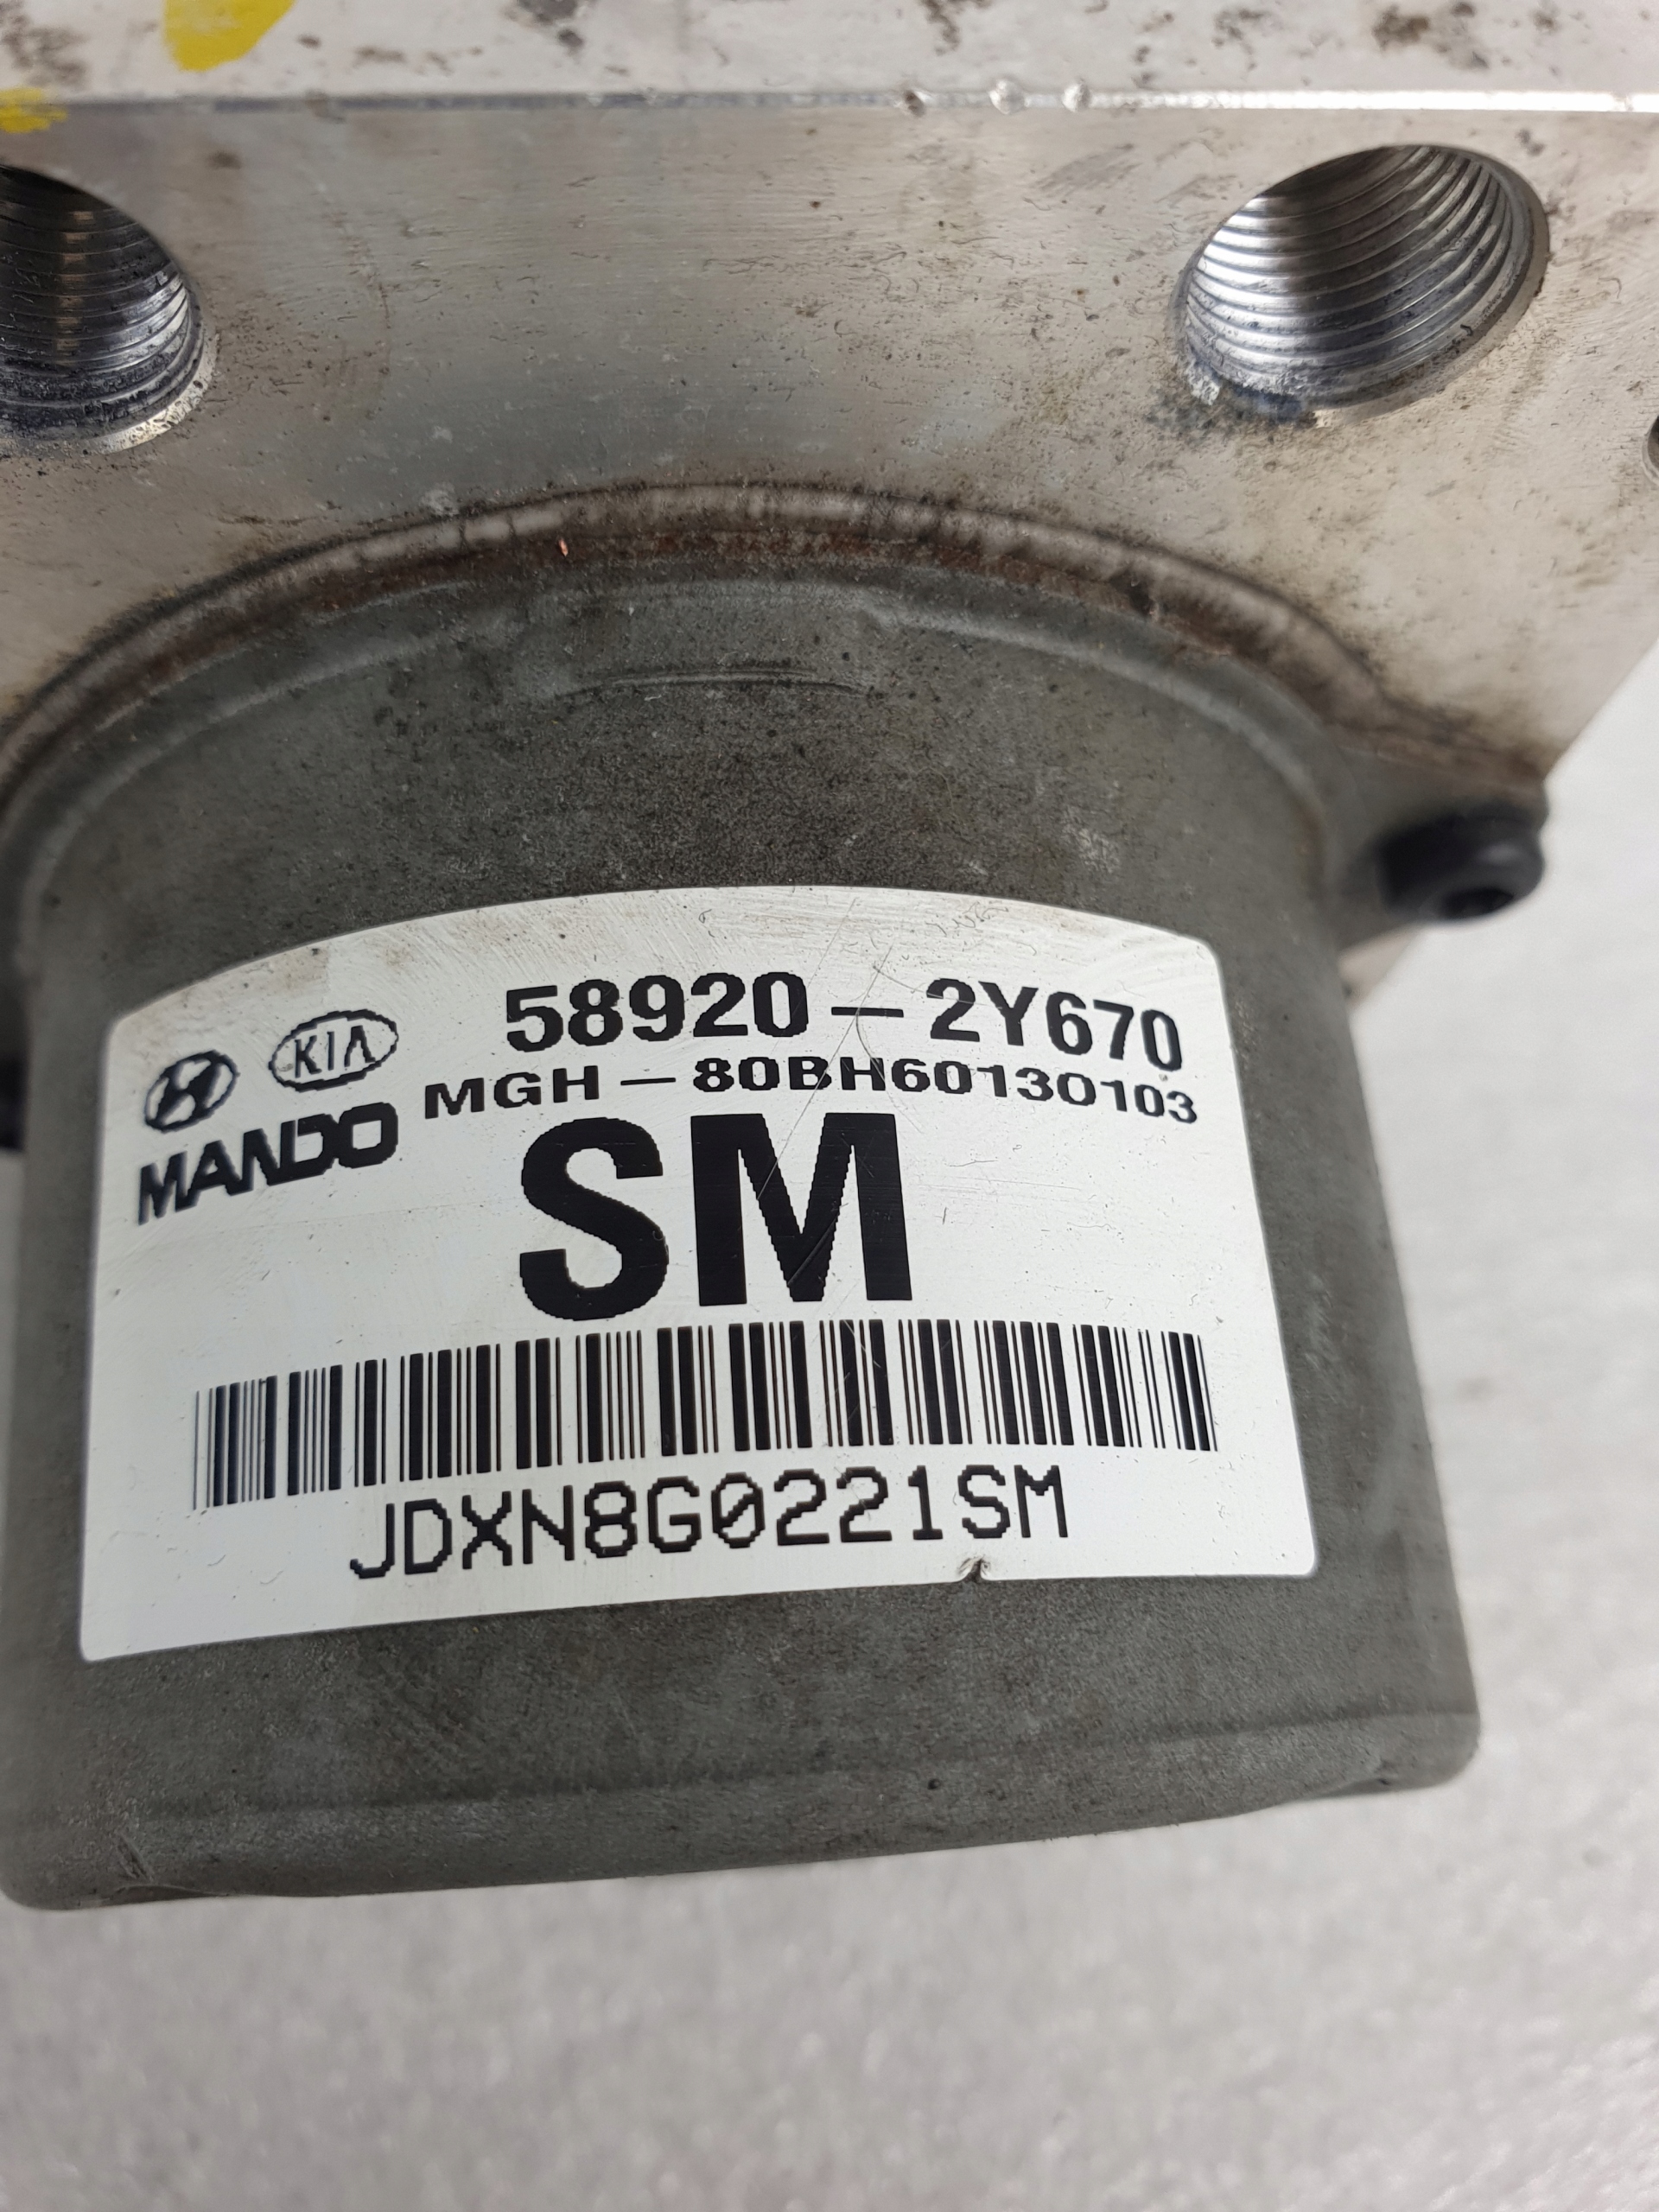 KIA 58920-2Y670
MANDO MGH-80BH60130103
SM
JDXN8G0221SM